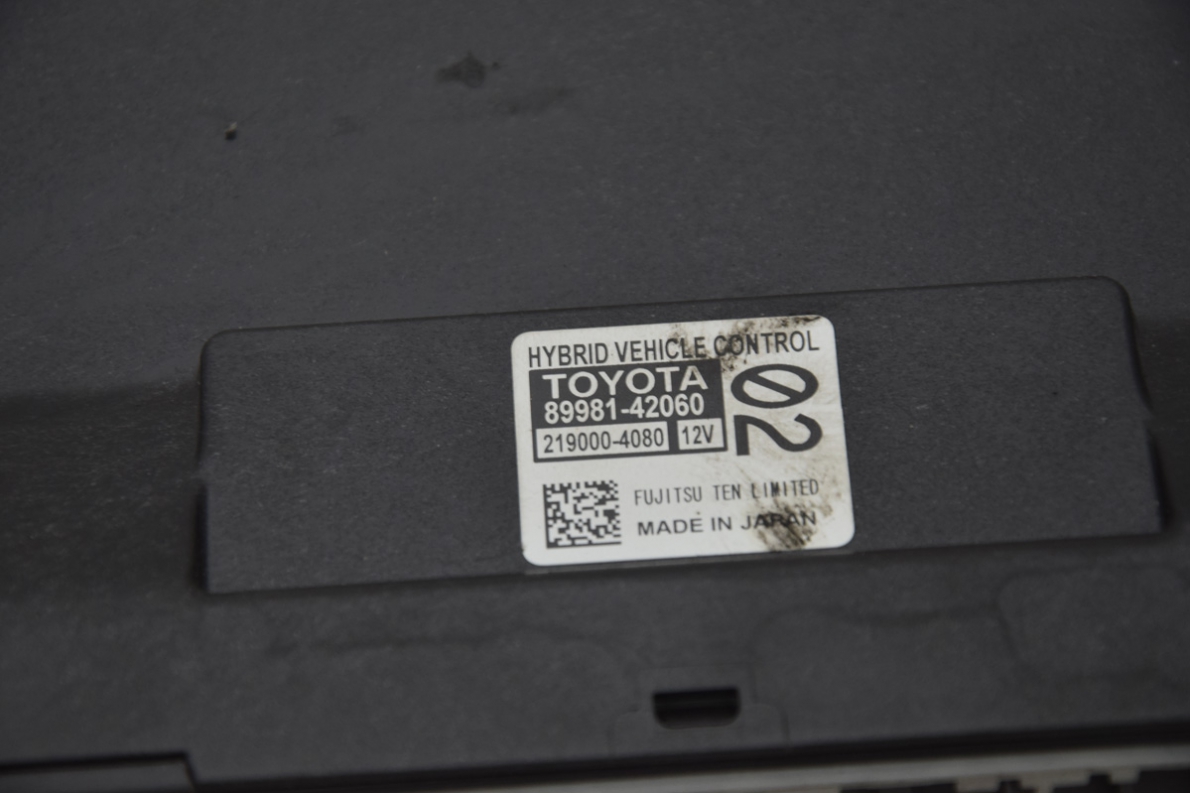 HYBRID VEHICLE CONTROL
TOYOTA
89981-42060
219000-4080 12V
02
FUJITSU TEN LIMITED
MADE IN JAPAN